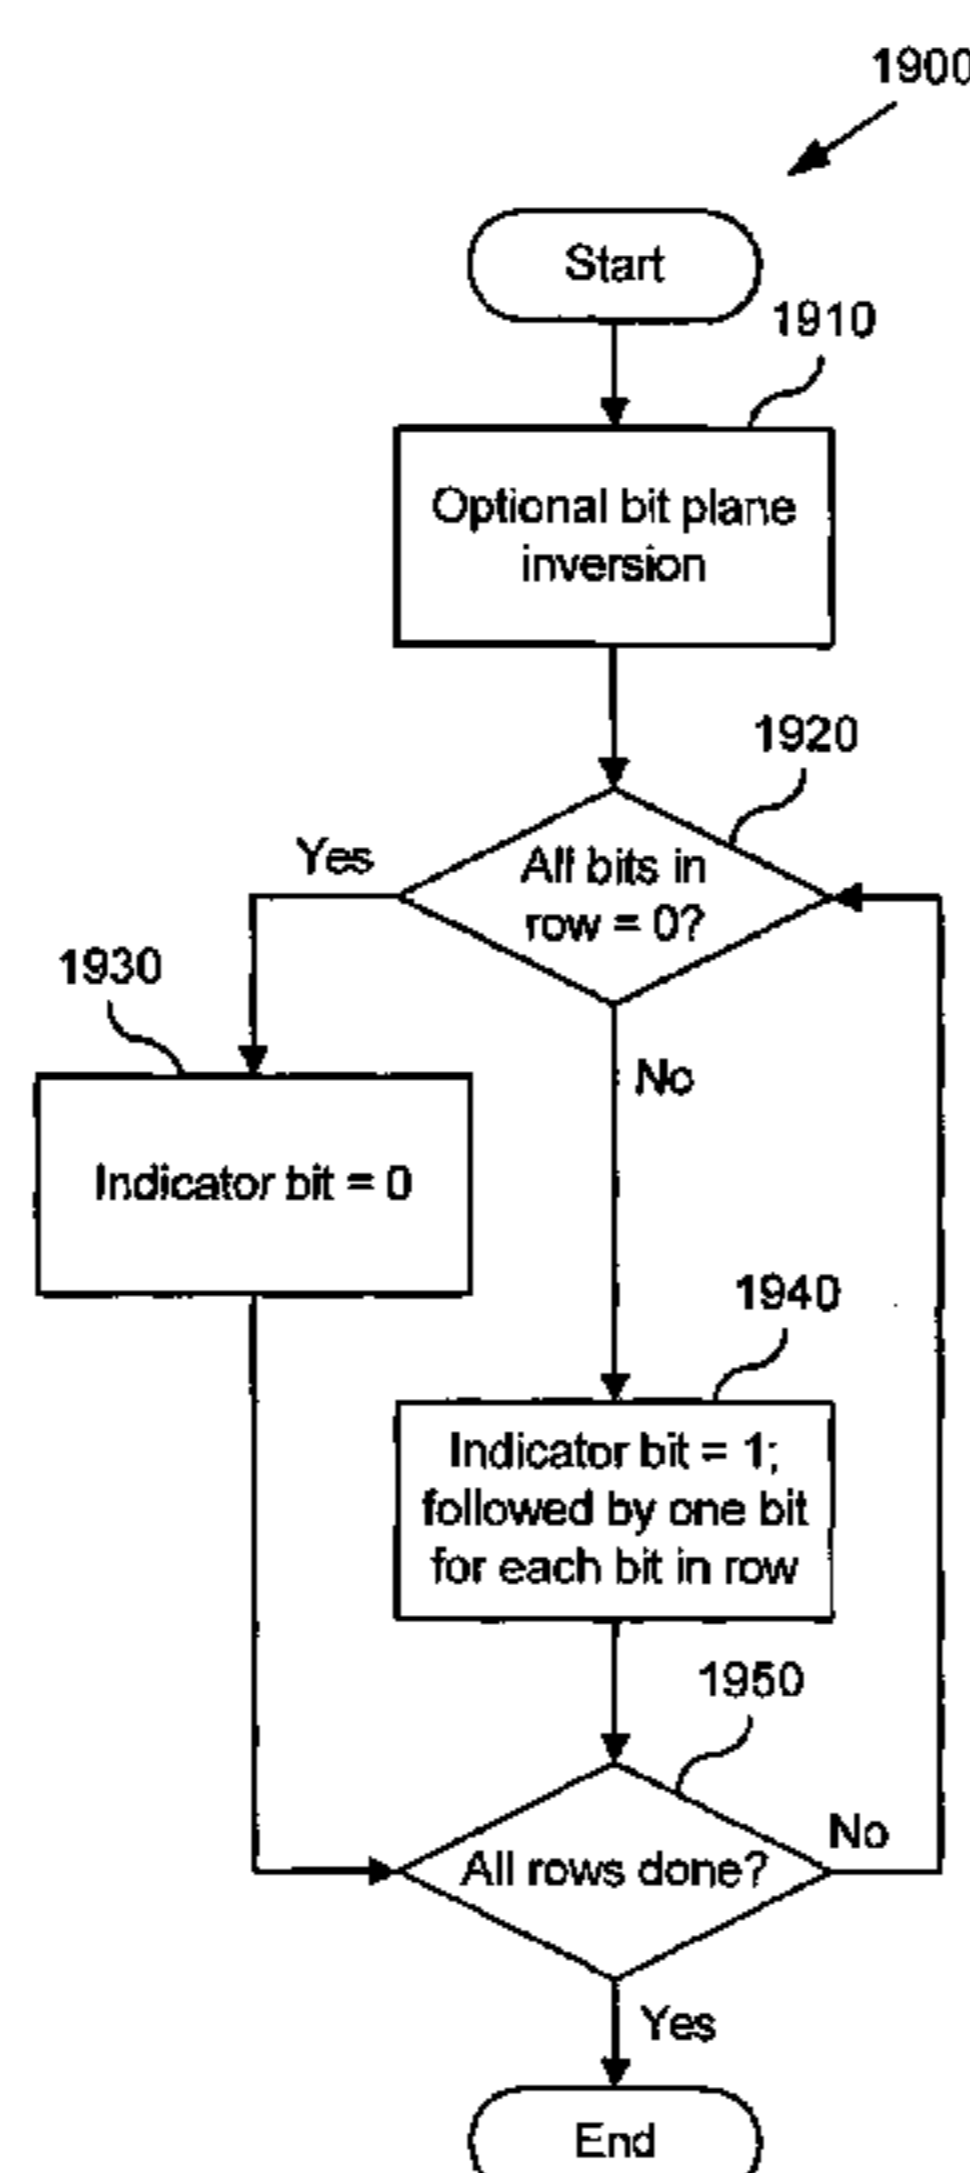 1900
Start
1910
Optional bit plane
inversion
1920
Yes
All bits in
row = 0?
1930
No
Indicator bit = 0
1940
Indicator bit = 1;
followed by one bit
for each bit in row
1950
No
All rows done?
Yes
End